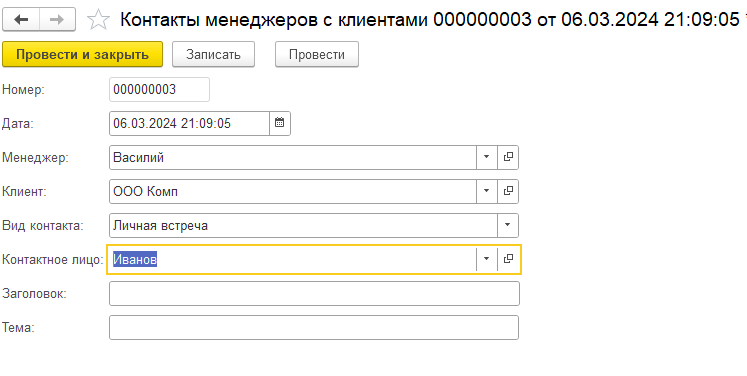 Контакты менеджеров с клиентами 000000003 от 06.03.2024 21:09:05
Провести и закрыть Записать Провести
Номер: 000000003
Дата: 06.03.2024 21:09:05
Менеджер: Василий
Клиент: ООО Комп
Вид контакта: Личная встреча
Контактное лицо: Иванов
Заголовок:
Тема: